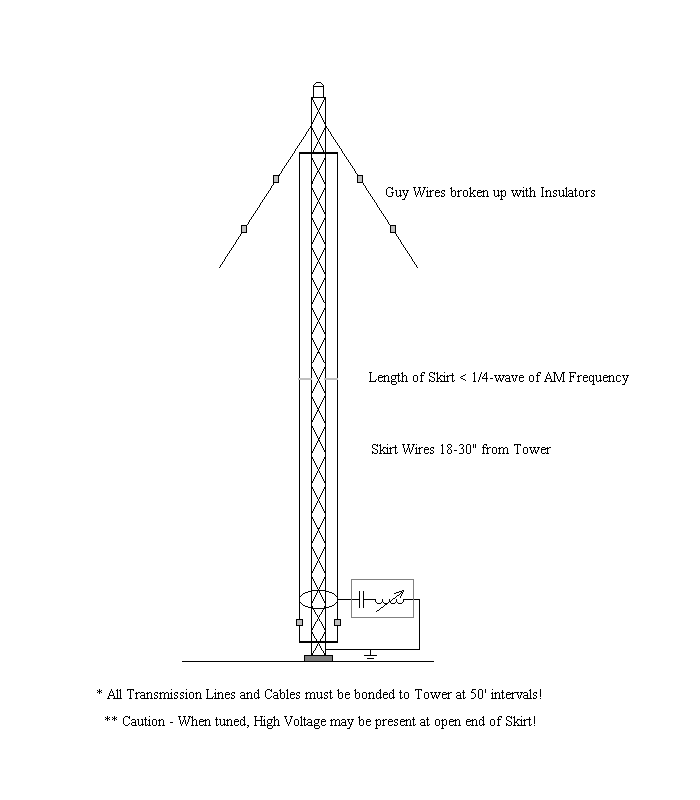 Guy Wires broken up with Insulators
Length of Skirt < 1/4-wave of AM Frequency
Skirt Wires 18-30" from Tower
* All Transmission Lines and Cables must be bonded to Tower at 50' intervals!
** Caution - When tuned, High Voltage may be present at open end of Skirt!